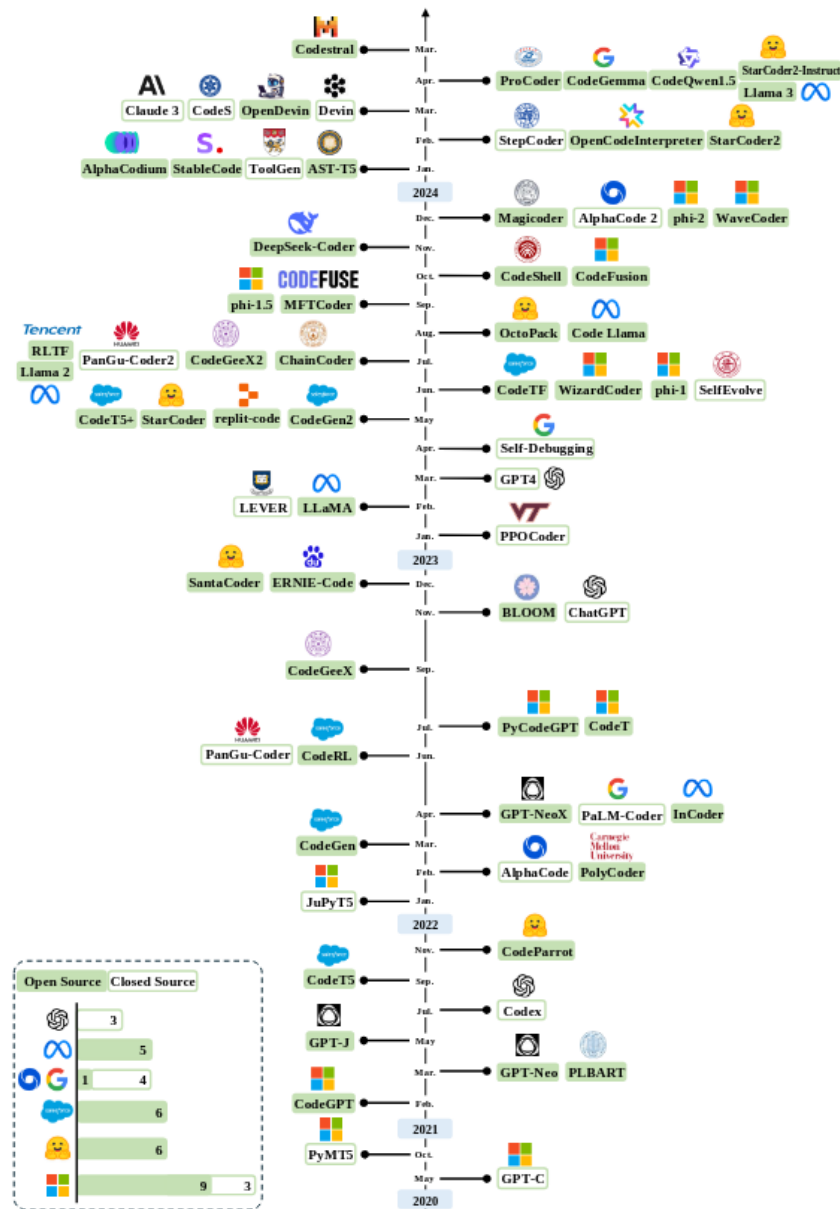 Codestral
Mar.
Apr.
ProCoder CodeGemma CodeQwen1.5 StarCoder2-Instruct
Llama 3
Claude 3 CodeS OpenDevin Devin
Mar.
Feb.
StepCoder OpenCodeInterpreter StarCoder2
S.
AlphaCodium StableCode ToolGen AST-T5
Jan.
2024
Dec.
Magicoder AlphaCode 2 phi-2 WaveCoder
DeepSeek-Coder
Nov.
Oct.
CodeShell CodeFusion
CODEFUSE
phi-1.5 MFTCoder
Sep.
Aug.
OctoPack Code Llama
Tencent
HUAWEI
RLTF PanGu-Coder2 CodeGeeX2 ChainCoder
Llama 2
Jul.
Jun.
CodeTF WizardCoder phi-1 SelfEvolve
salesforce
CodeT5+ StarCoder replit-code CodeGen2
May
Apr.
Self-Debugging
Mar.
GPT4
LEVER LLaMA
Feb.
Jan.
VT
PPOCoder
2023
du
SantaCoder ERNIE-Code
Dec.
Nov.
BLOOM ChatGPT
CodeGeeX
Sep.
Jul.
PyCodeGPT CodeT
HUAWEI
PanGu-Coder CodeRL
Jun.
Apr.
GPT-NeoX PaLM-Coder InCoder
CodeGen
Mar.
Carnegie
Mellon
University
Feb.
AlphaCode PolyCoder
JuPyT5
Jan.
2022
Nov.
CodeParrot
CodeT5
Sep.
Jul.
Codex
GPT-J
May
Mar.
GPT-Neo PLBART
CodeGPT
Feb.
2021
PyMT5
Oct.
May
GPT-C
2020
Open Source Closed Source
3
5
1 4
6
6
9 3